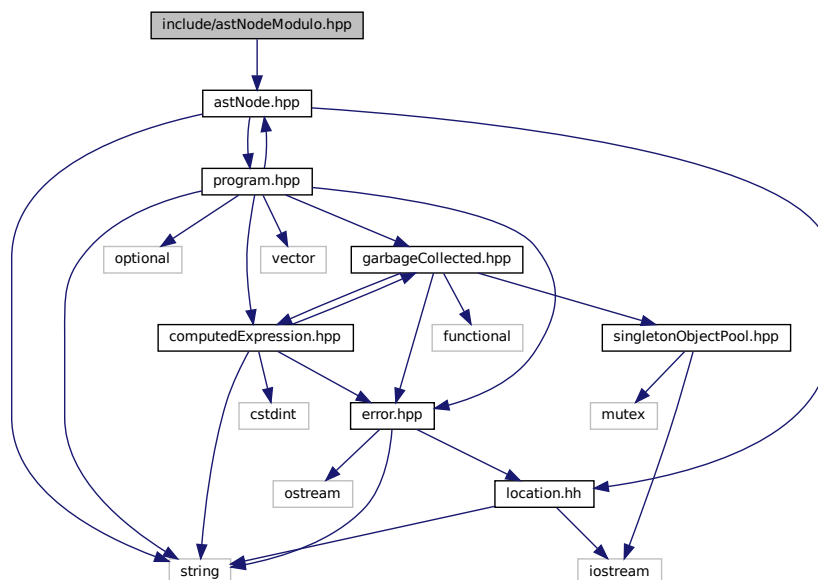 include/astNodeModulo.hpp
astNode.hpp
program.hpp
optional
vector
garbageCollected.hpp
computedExpression.hpp
functional
singletonObjectPool.hpp
cstdint
error.hpp
mutex
ostream
location.hh
string
iostream